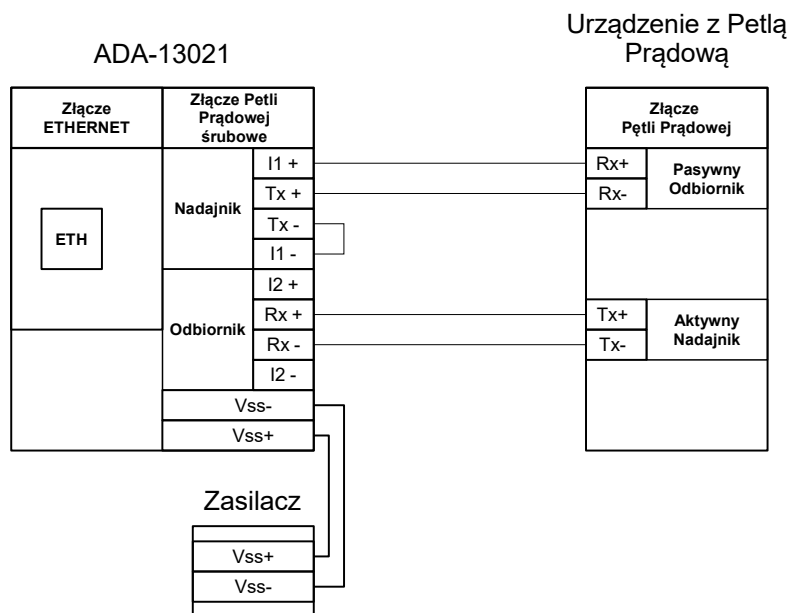 Urządzenie z Petlą
Prądową
ADA-13021
Złącze
ETHERNET
Złącze Petli
Prądowej
śrubowe
Złącze
Pętli Prądowej
ETH
Nadajnik
I1 +
Tx +
Tx -
I1 -
Odbiornik
I2 +
Rx +
Rx -
I2 -
Vss-
Vss+
Rx+
Rx-
Pasywny
Odbiornik
Tx+
Tx-
Aktywny
Nadajnik
Zasilacz
Vss+
Vss-